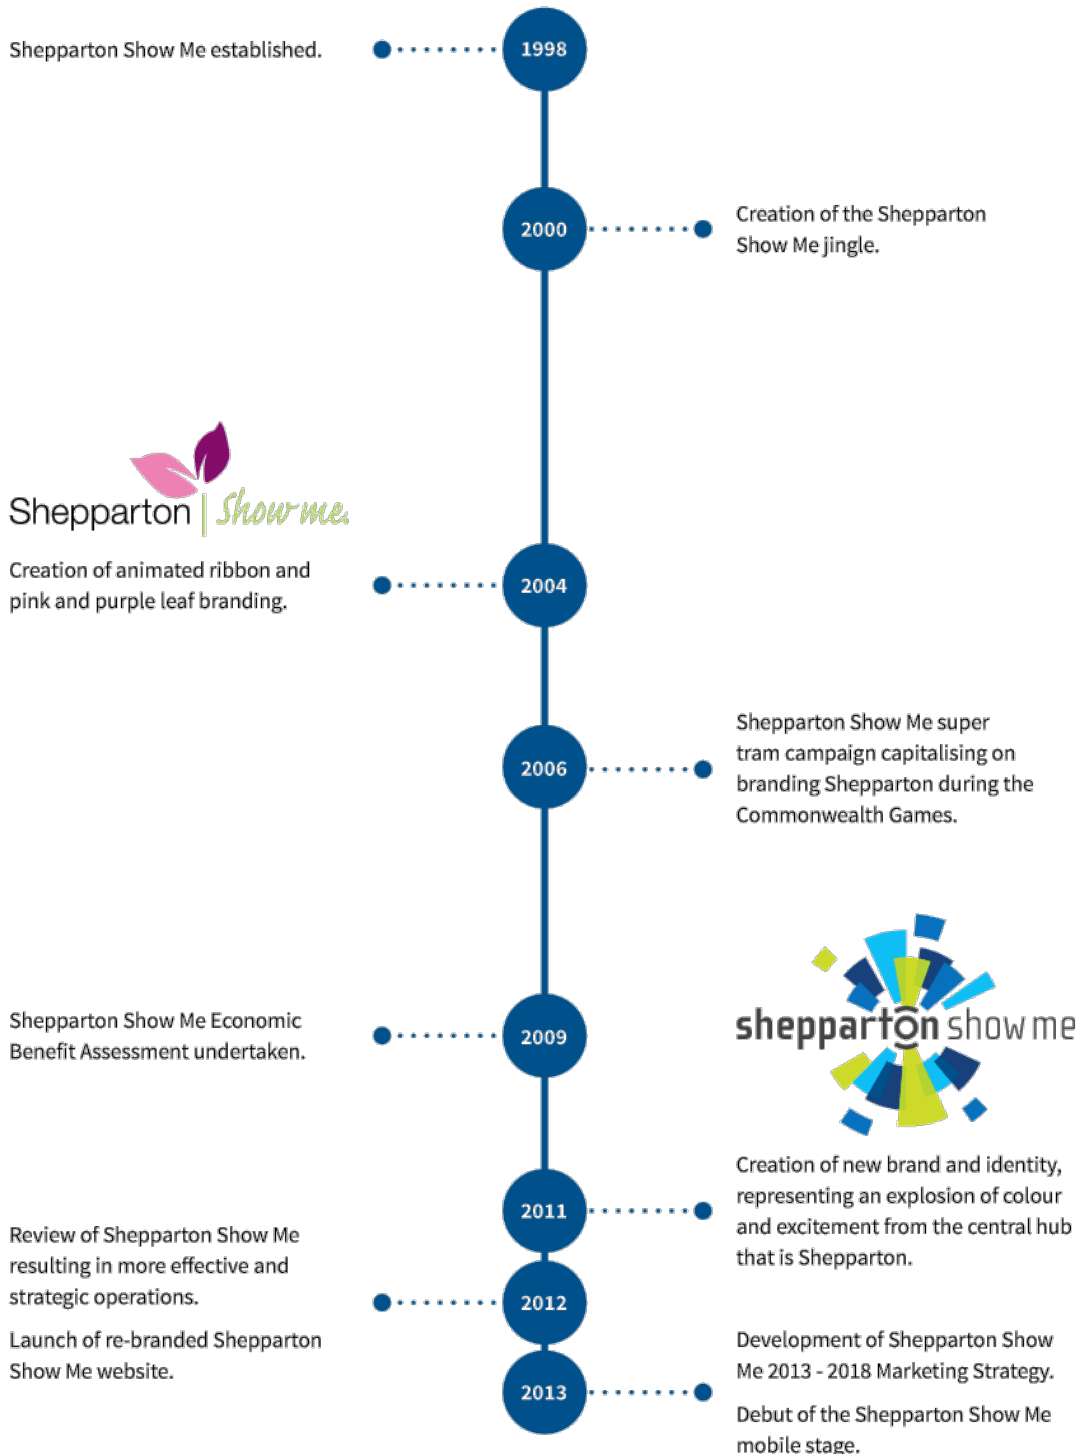 Shepparton Show Me established.
1998
2000
Creation of the Shepparton
Show Me jingle.
Shepparton | Show me.
Creation of animated ribbon and
pink and purple leaf branding.
2004
2006
Shepparton Show Me super
tram campaign capitalising on
branding Shepparton during the
Commonwealth Games.
Shepparton Show Me Economic
Benefit Assessment undertaken.
2009
shepparton show me
2011
Creation of new brand and identity,
representing an explosion of colour
and excitement from the central hub
that is Shepparton.
Review of Shepparton Show Me
resulting in more effective and
strategic operations.
Launch of re-branded Shepparton
Show Me website.
2012
2013
Development of Shepparton Show
Me 2013 - 2018 Marketing Strategy.
Debut of the Shepparton Show Me
mobile stage.